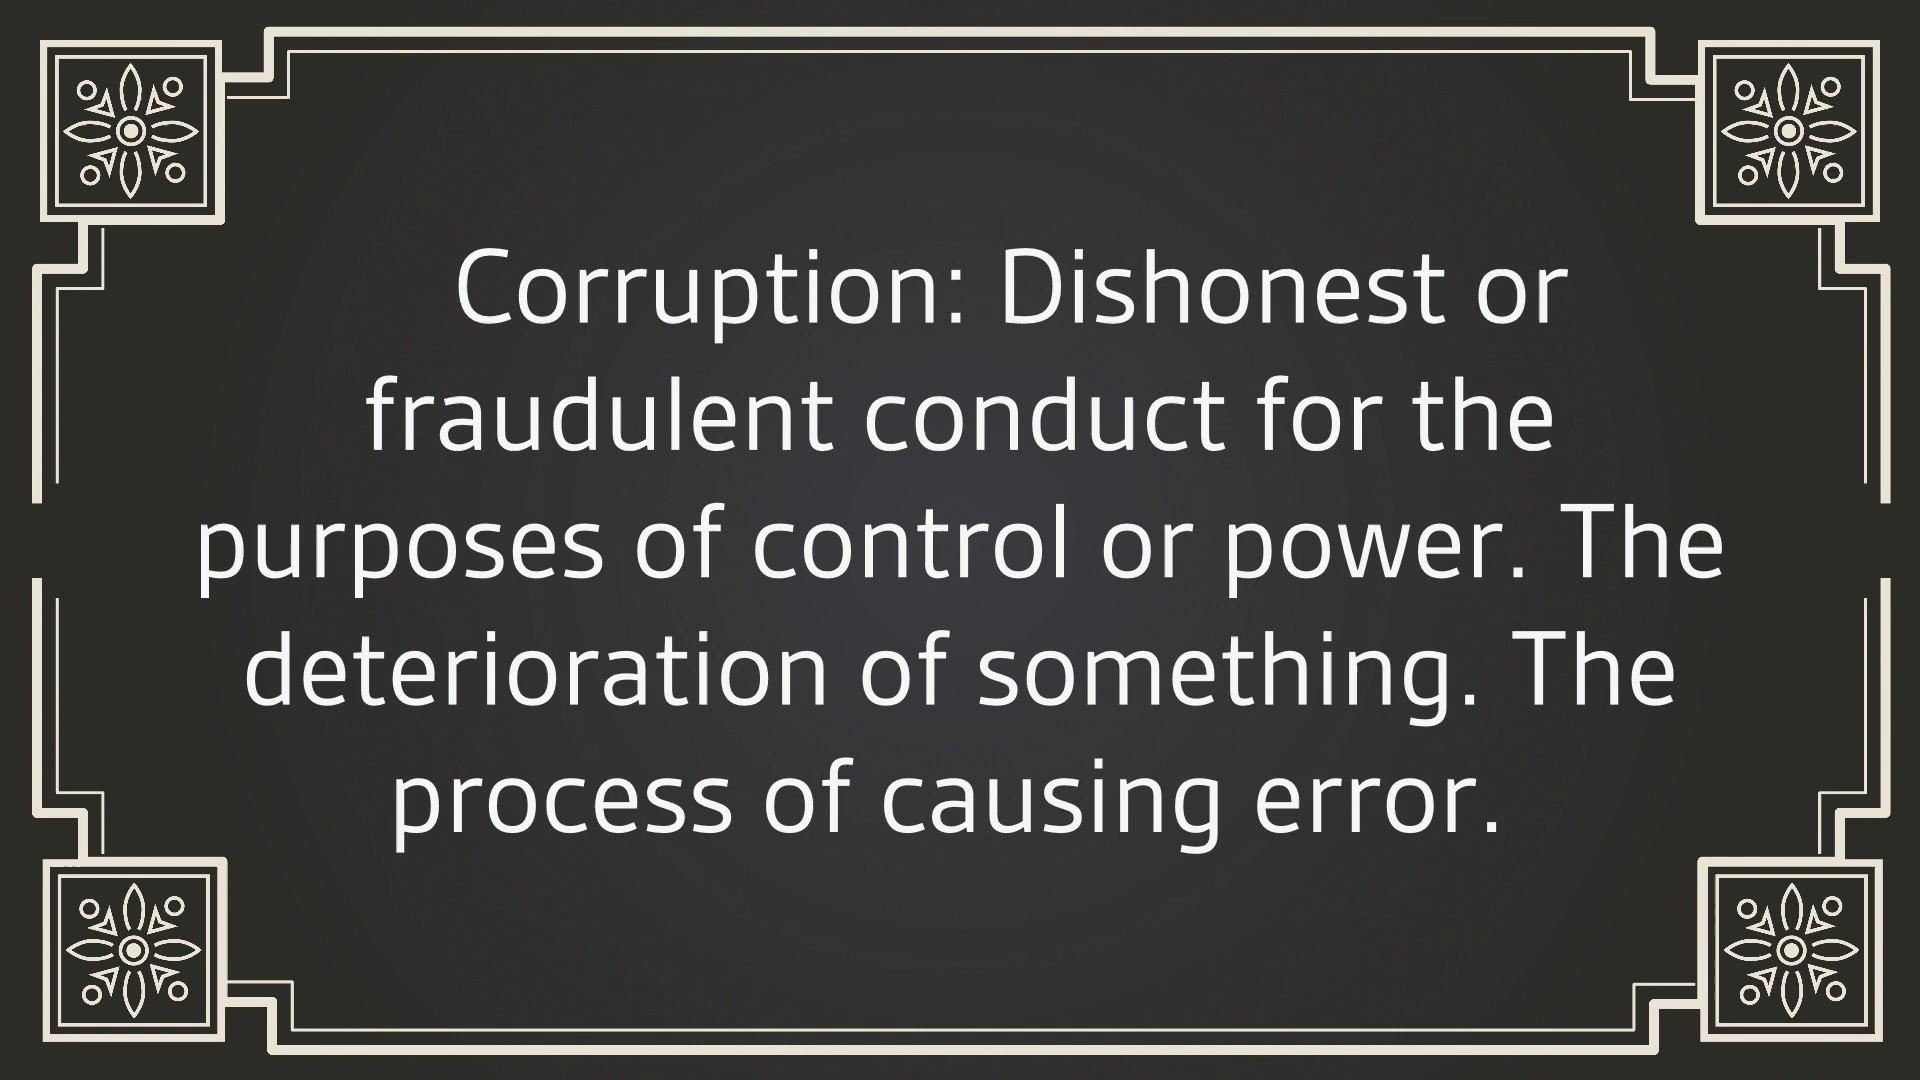 Corruption: Dishonest or
fraudulent conduct for the
purposes of control or power. The
deterioration of something. The
process of causing error.